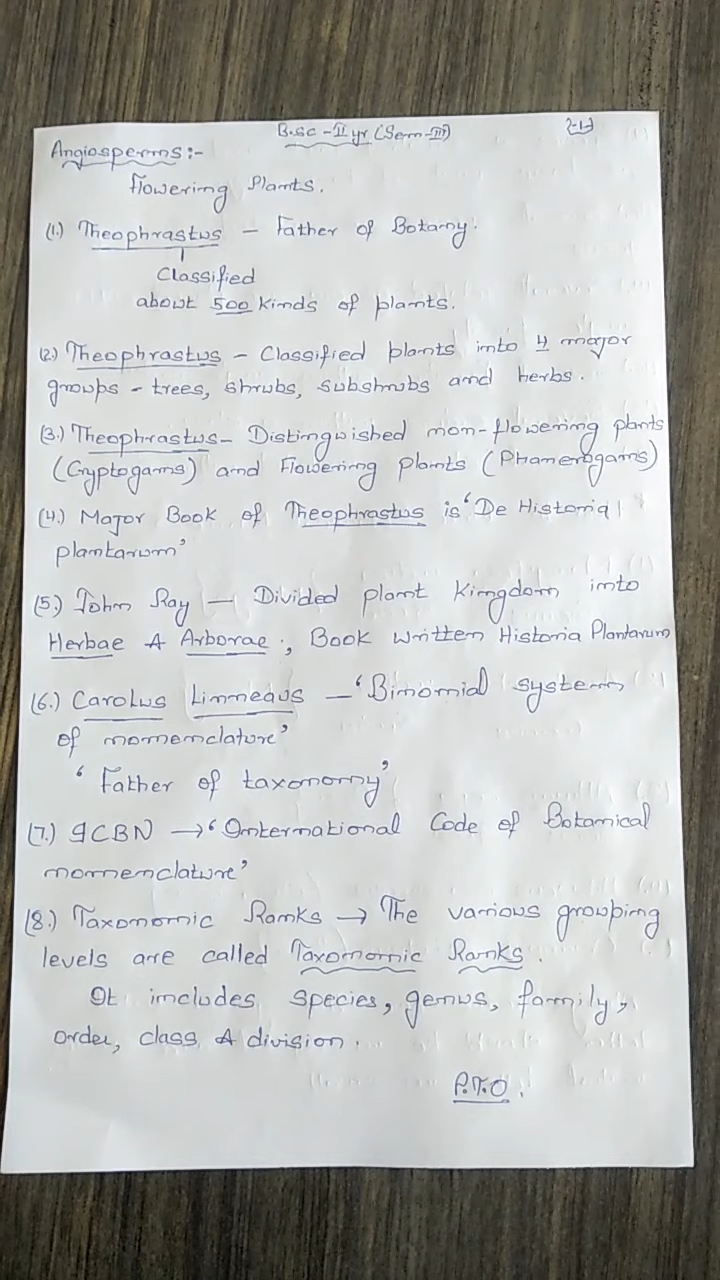 B.sc - II yr (Sem-III)
Angiosperms :-
Flowering Plants.
(1.) Theophrastus - Father of Botany.
Classified
about 500 kinds of plants.
(2.) Theophrastus - Classified plants into 4 major
groups - trees, shrubs, subshrubs and herbs.
(3.) Theophrastus - Distinguished non-flowering plants
(Cryptogams) and Flowering Plants (Phanerogams)
(4.) Major Book of Theophrastus is 'De Historia
plantarum'
(5.) John Ray - Divided plant kingdom into
Herbae & Arborae., Book written Historia Plantarum
(6.) Carolus Linneaus - 'Binomial system
of nomenclature'
'Father of taxonomy'
(7.) ICBN → 'International Code of Botanical
nomenclature'
(8.) Taxonomic Ranks → The various grouping
levels are called Taxonomic Ranks.
It includes species, genus, family,
order, class & division.
P.T.O.